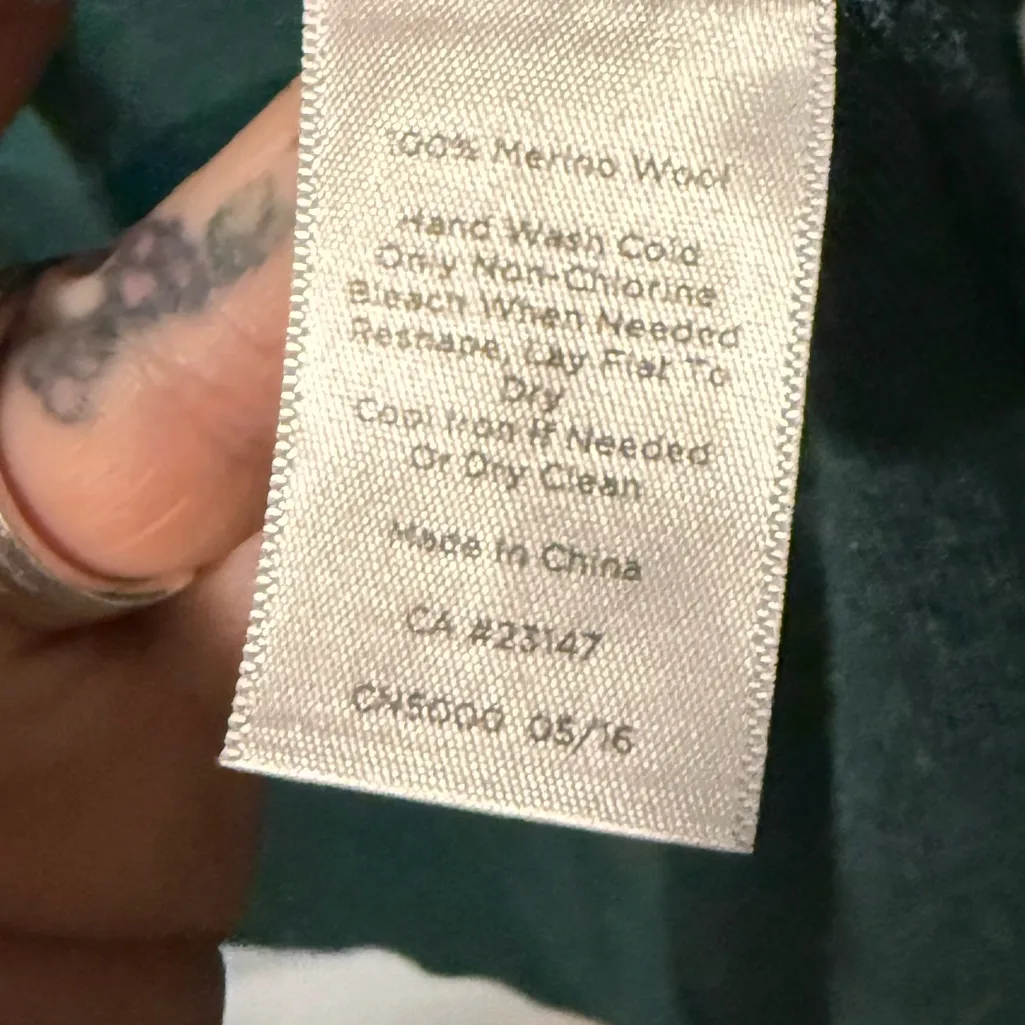 100% Merino Wool
Hand Wash Cold
Only Non-Chlorine
Bleach When Needed
Reshape, Lay Flat To
Dry
Cool Iron If Needed
Or Dry Clean
Made In China
CA #23147
CN5000 05/16